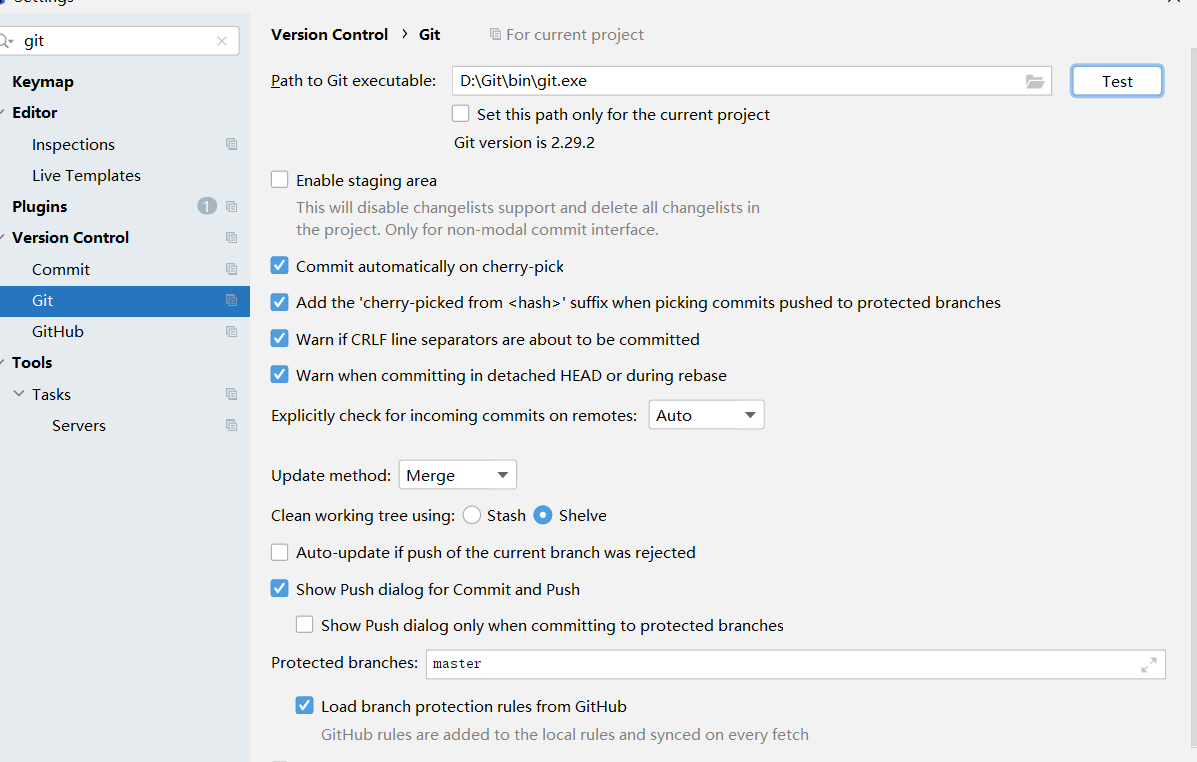 Settings
git
Keymap
Editor
Inspections
Live Templates
Plugins 1
Version Control
Commit
Git
GitHub
Tools
Tasks
Servers
Version Control › Git For current project
Path to Git executable: D:\Git\bin\git.exe Test
Set this path only for the current project
Git version is 2.29.2
Enable staging area
This will disable changelists support and delete all changelists in
the project. Only for non-modal commit interface.
Commit automatically on cherry-pick
Add the 'cherry-picked from <hash>' suffix when picking commits pushed to protected branches
Warn if CRLF line separators are about to be committed
Warn when committing in detached HEAD or during rebase
Explicitly check for incoming commits on remotes: Auto
Update method: Merge
Clean working tree using: Stash Shelve
Auto-update if push of the current branch was rejected
Show Push dialog for Commit and Push
Show Push dialog only when committing to protected branches
Protected branches: master
Load branch protection rules from GitHub
GitHub rules are added to the local rules and synced on every fetch